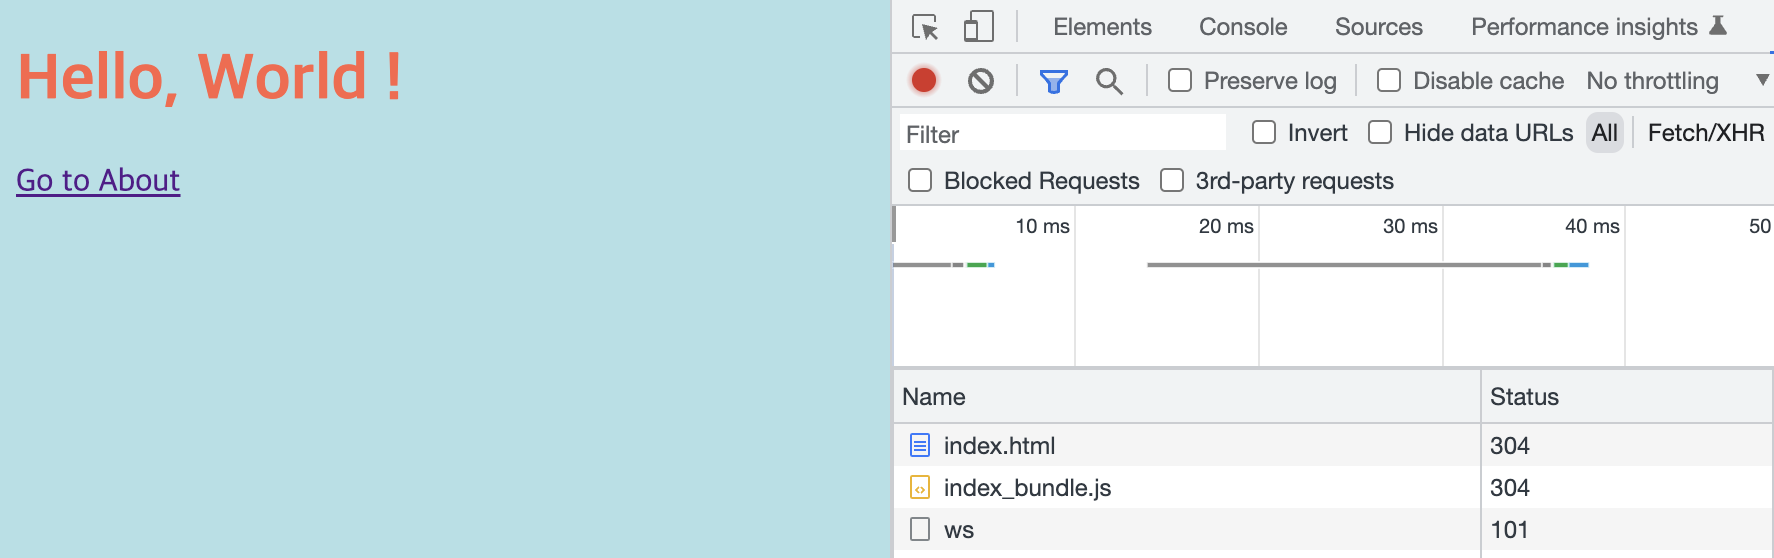 Hello, World !
Go to About
Elements Console Sources Performance insights
Preserve log Disable cache No throttling
Filter Invert Hide data URLs All Fetch/XHR
Blocked Requests 3rd-party requests
10 ms 20 ms 30 ms 40 ms 50
Name Status
index.html 304
index_bundle.js 304
ws 101